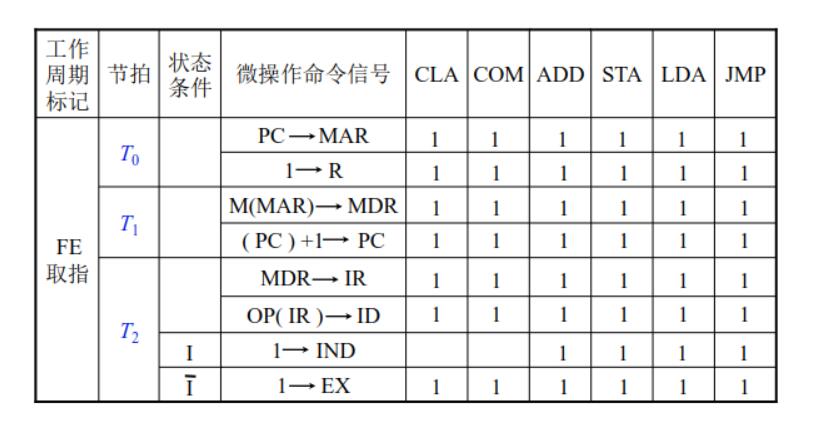 工作周期标记 节拍 状态条件 微操作命令信号 CLA COM ADD STA LDA JMP
FE 取指 T0 PC→MAR 1 1 1 1 1 1
1→R 1 1 1 1 1 1
T1 M(MAR)→MDR 1 1 1 1 1 1
( PC ) +1→ PC 1 1 1 1 1 1
T2 MDR→IR 1 1 1 1 1 1
OP( IR )→ID 1 1 1 1 1 1
I 1→IND 1 1 1 1
Ī 1→EX 1 1 1 1 1 1